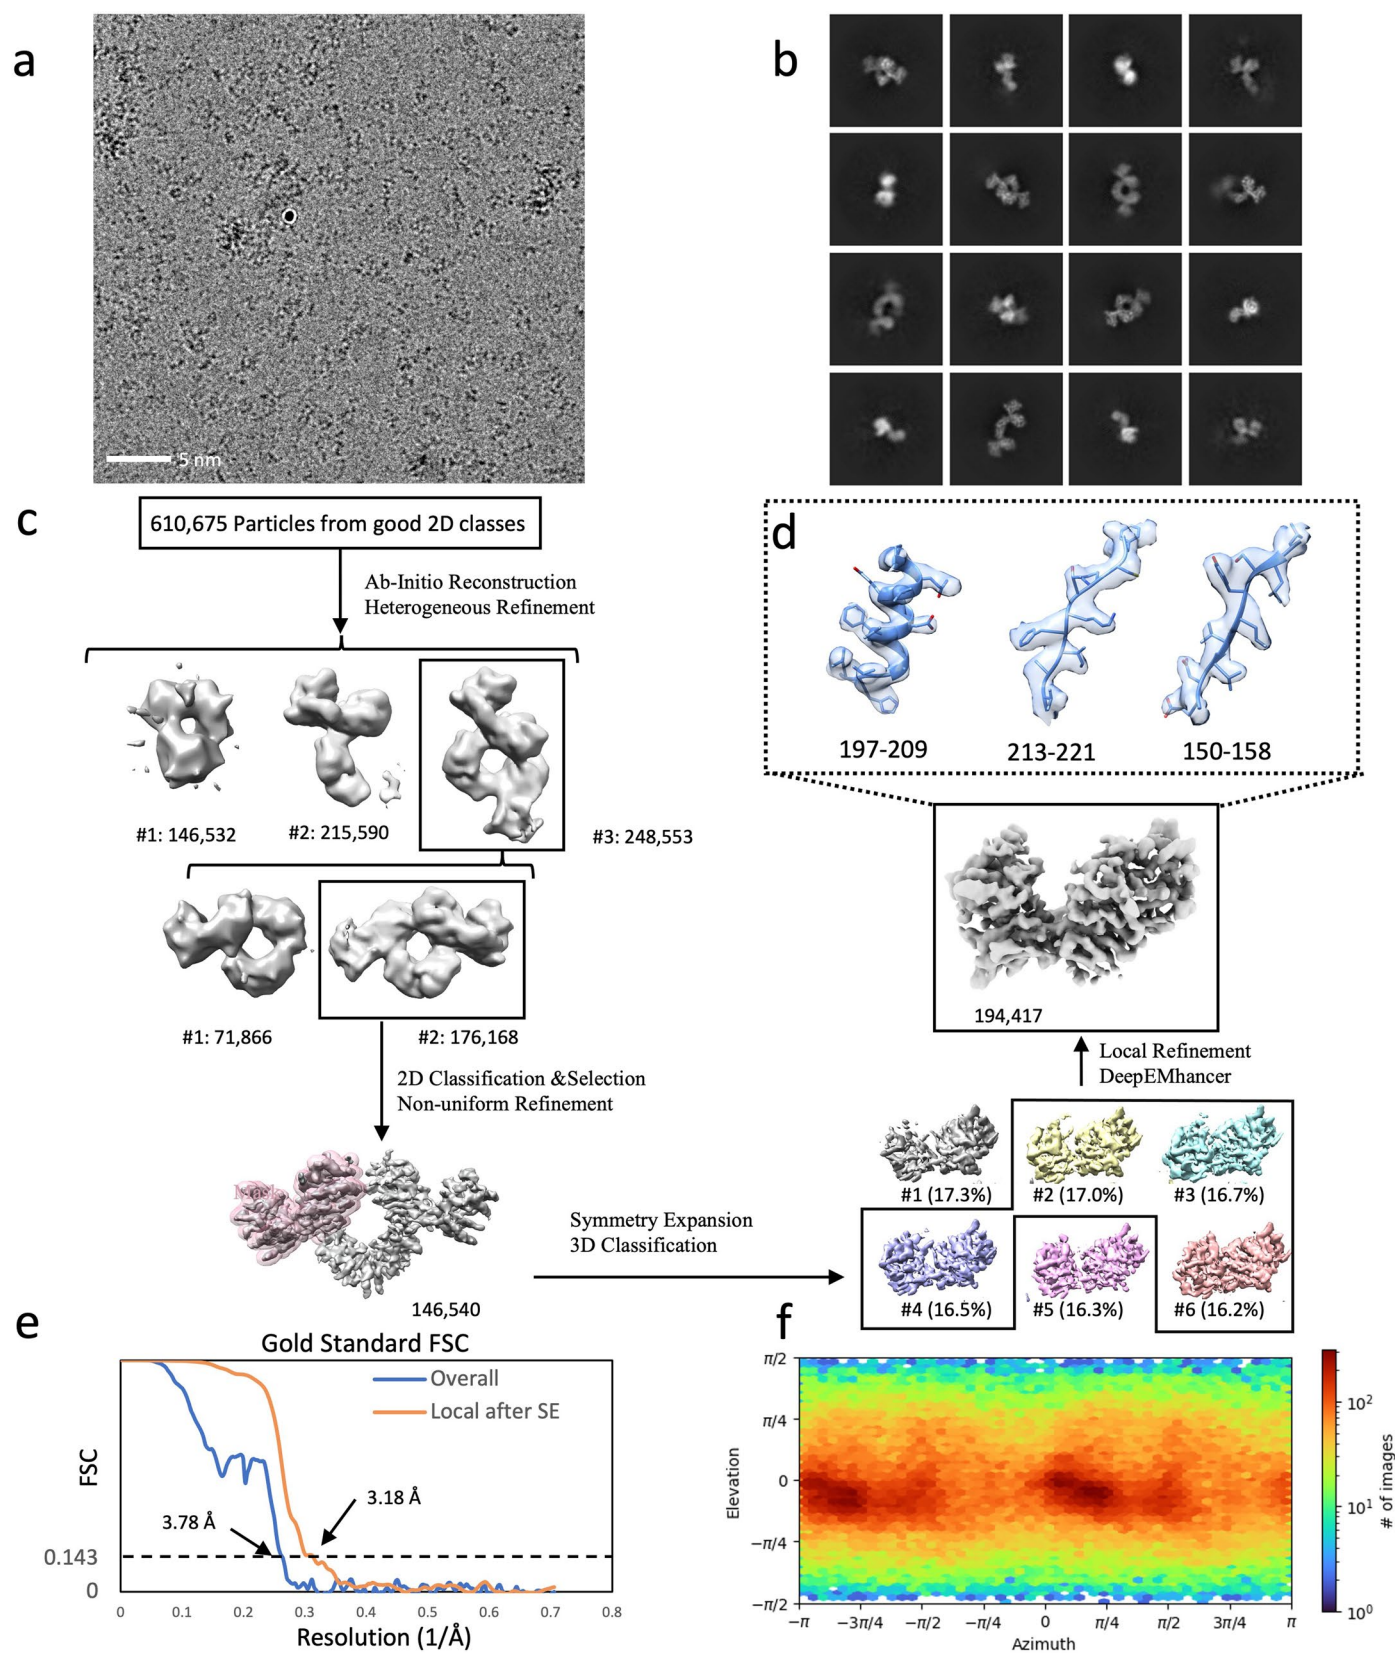 a
b
5 nm
c
610,675 Particles from good 2D classes
Ab-Initio Reconstruction
Heterogeneous Refinement
#1: 146,532
#2: 215,590
#3: 248,553
#1: 71,866
#2: 176,168
2D Classification &Selection
Non-uniform Refinement
Mask
146,540
Symmetry Expansion
3D Classification
d
197-209
213-221
150-158
194,417
Local Refinement
DeepEMhancer
#1 (17.3%)
#2 (17.0%)
#3 (16.7%)
#4 (16.5%)
#5 (16.3%)
#6 (16.2%)
e
Gold Standard FSC
Overall
Local after SE
FSC
3.78 Å
3.18 Å
0.143
0
0 0.1 0.2 0.3 0.4 0.5 0.6 0.7 0.8
Resolution (1/Å)
f
π/2
π/4
0
−π/4
−π/2
Elevation
−π −3π/4 −π/2 −π/4 0 π/4 π/2 3π/4 π
Azimuth
10²
10¹
10⁰
# of images